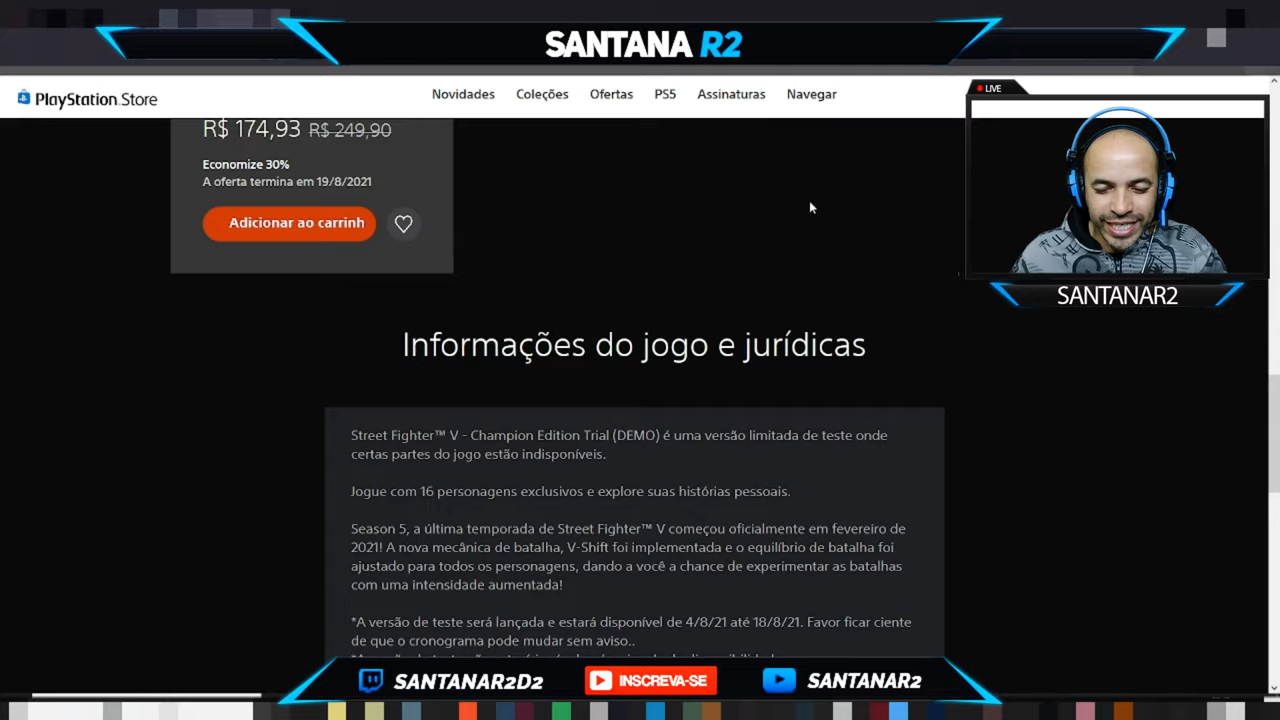 SANTANA R2
PlayStation Store
Novidades Coleções Ofertas PS5 Assinaturas Navegar
LIVE
R$ 174,93 R$ 249,90
Economize 30%
A oferta termina em 19/8/2021
Adicionar ao carrinh
SANTANAR2
Informações do jogo e jurídicas
Street Fighter™ V - Champion Edition Trial (DEMO) é uma versão limitada de teste onde
certas partes do jogo estão indisponíveis.
Jogue com 16 personagens exclusivos e explore suas histórias pessoais.
Season 5, a última temporada de Street Fighter™ V começou oficialmente em fevereiro de
2021! A nova mecânica de batalha, V-Shift foi implementada e o equilíbrio de batalha foi
ajustado para todos os personagens, dando a você a chance de experimentar as batalhas
com uma intensidade aumentada!
*A versão de teste será lançada e estará disponível de 4/8/21 até 18/8/21. Favor ficar ciente
de que o cronograma pode mudar sem aviso..
SANTANAR2D2 INSCREVA-SE SANTANAR2